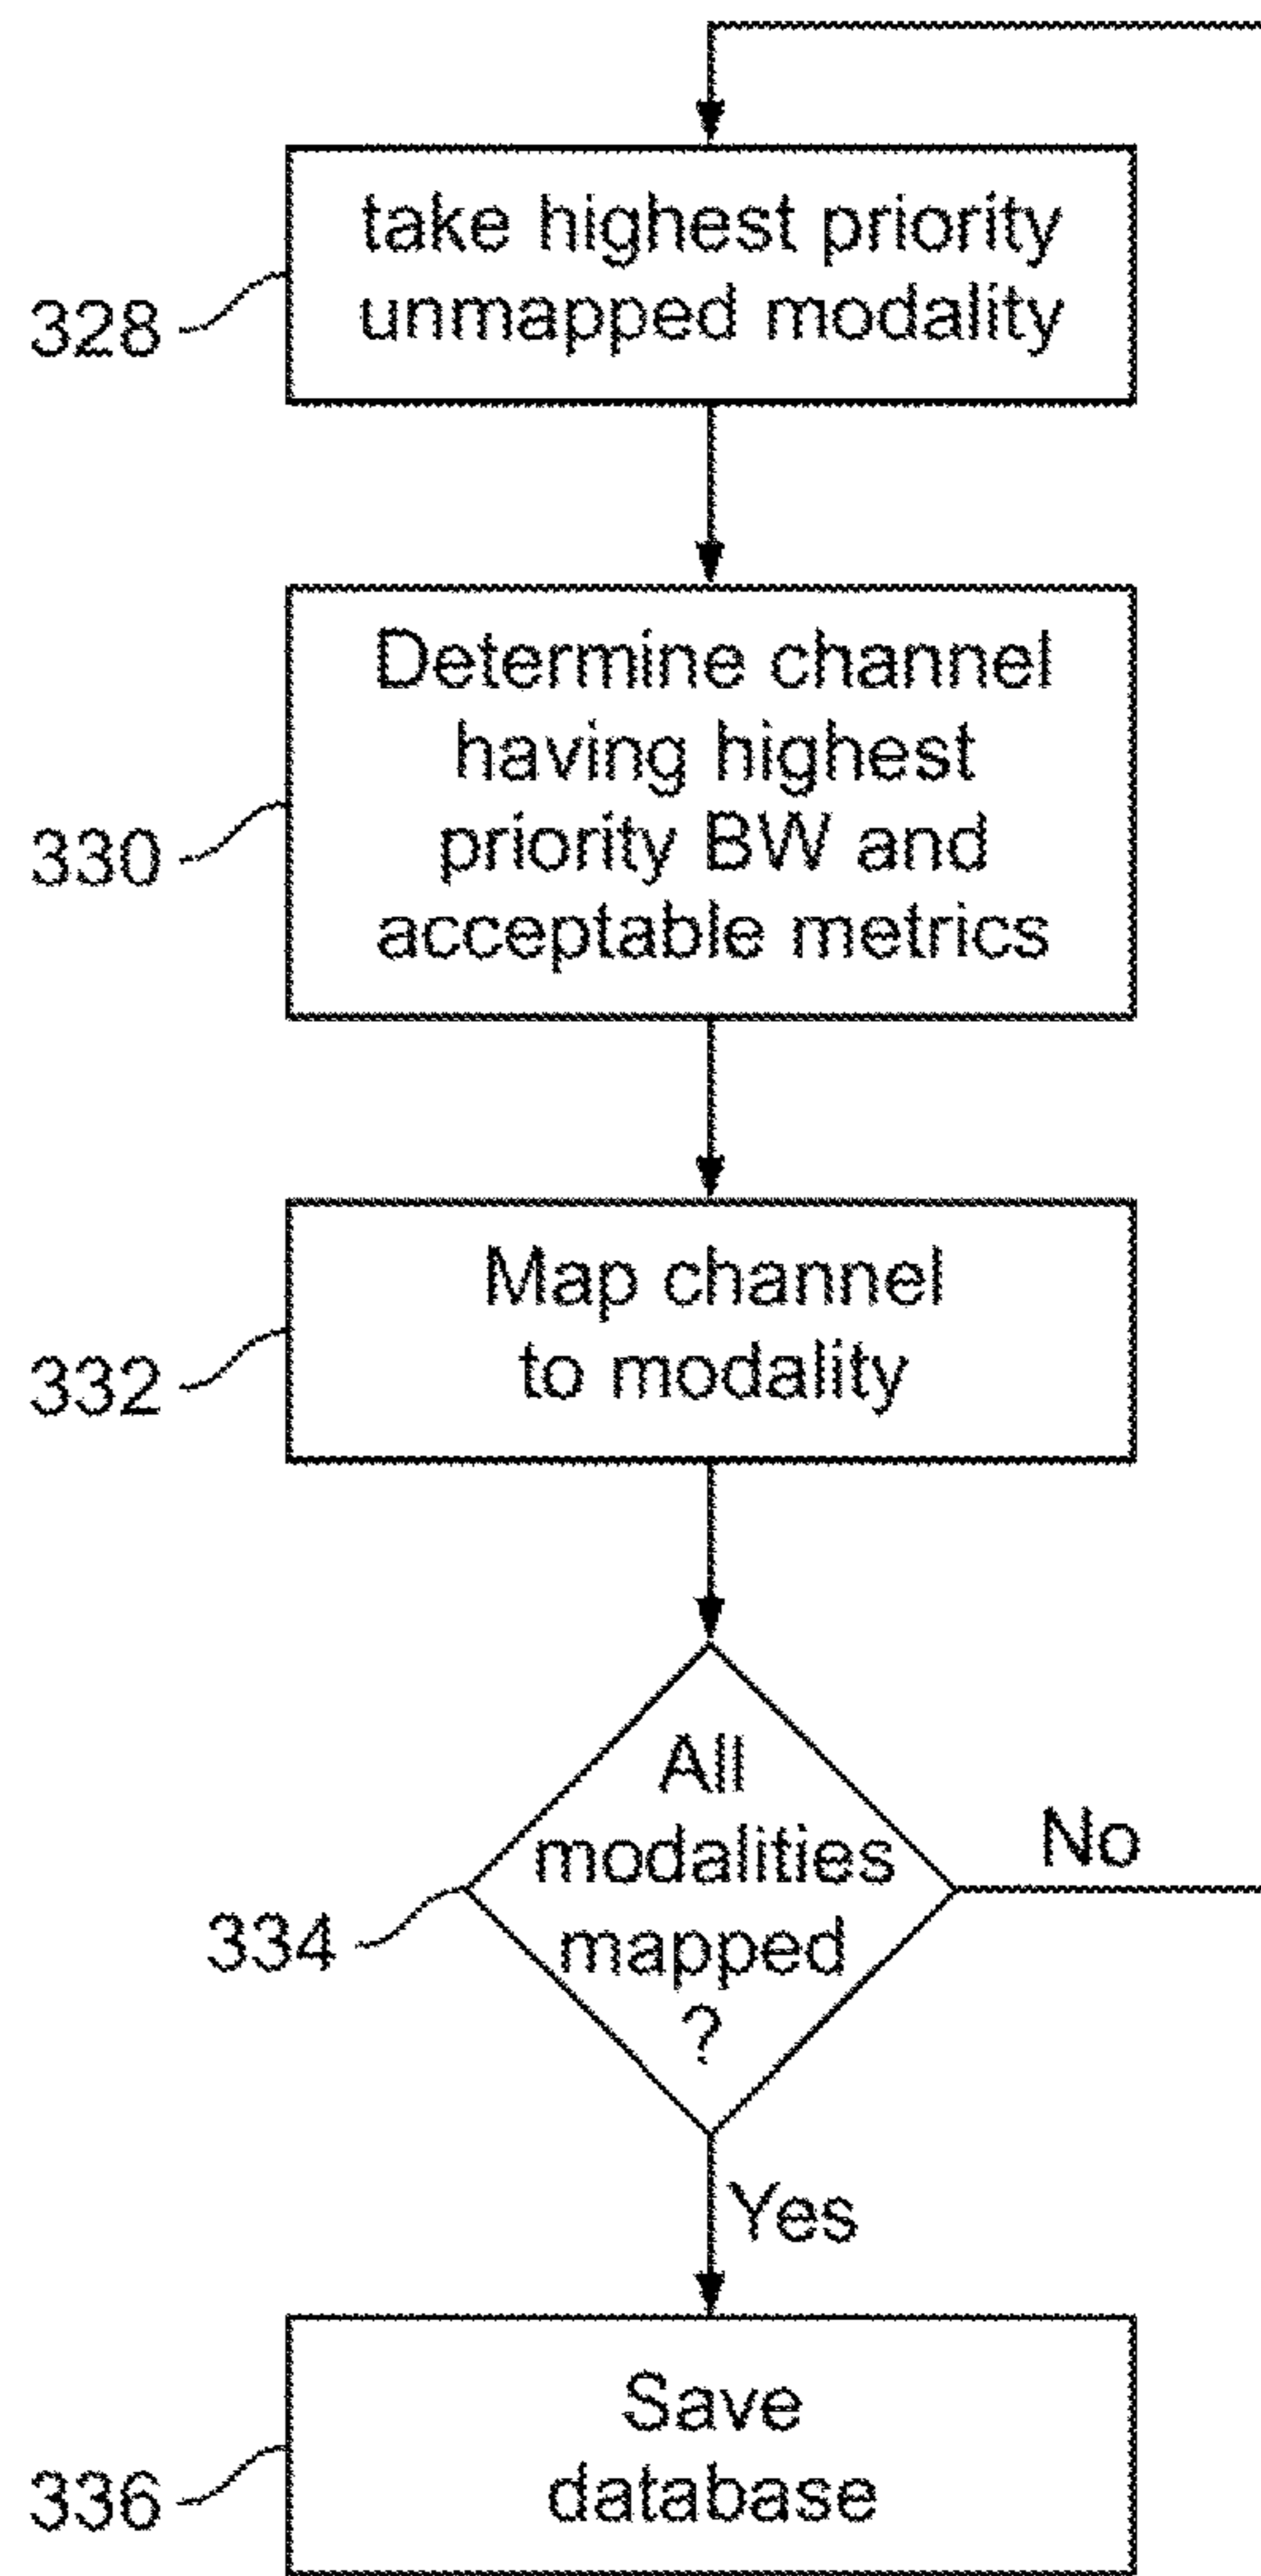 take highest priority
unmapped modality
328
Determine channel
having highest
priority BW and
acceptable metrics
330
Map channel
to modality
332
All
modalities
mapped
?
334
No
Yes
Save
database
336